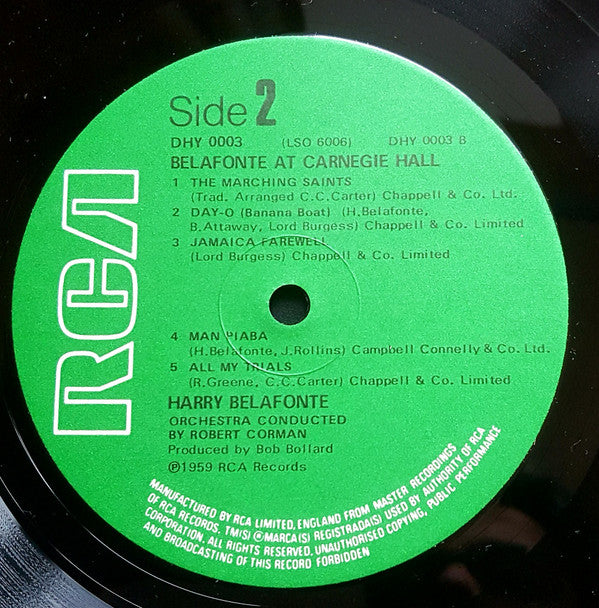 RCA
Side 2
DHY 0003 (LSO 6006) DHY 0003 B
BELAFONTE AT CARNEGIE HALL
1 THE MARCHING SAINTS
(Trad. Arranged C.C.Carter) Chappell & Co. Ltd.
2 DAY-O (Banana Boat) (H.Belafonte,
B.Attaway, Lord Burgess) Chappell & Co. Limited
3 JAMAICA FAREWELL
(Lord Burgess) Chappell & Co. Limited
4 MAN PIABA
(H.Belafonte, J.Rollins) Campbell Connelly & Co. Ltd.
5 ALL MY TRIALS
(R.Greene, C.C.Carter) Chappell & Co. Limited
HARRY BELAFONTE
ORCHESTRA CONDUCTED
BY ROBERT CORMAN
Produced by Bob Bollard
℗1959 RCA Records
MANUFACTURED BY RCA LIMITED, ENGLAND FROM MASTER RECORDINGS
OF RCA RECORDS, TM(S) ® MARCA(S) REGISTRADA(S) USED BY AUTHORITY OF RCA
CORPORATION. ALL RIGHTS RESERVED. UNAUTHORISED COPYING, PUBLIC PERFORMANCE
AND BROADCASTING OF THIS RECORD FORBIDDEN